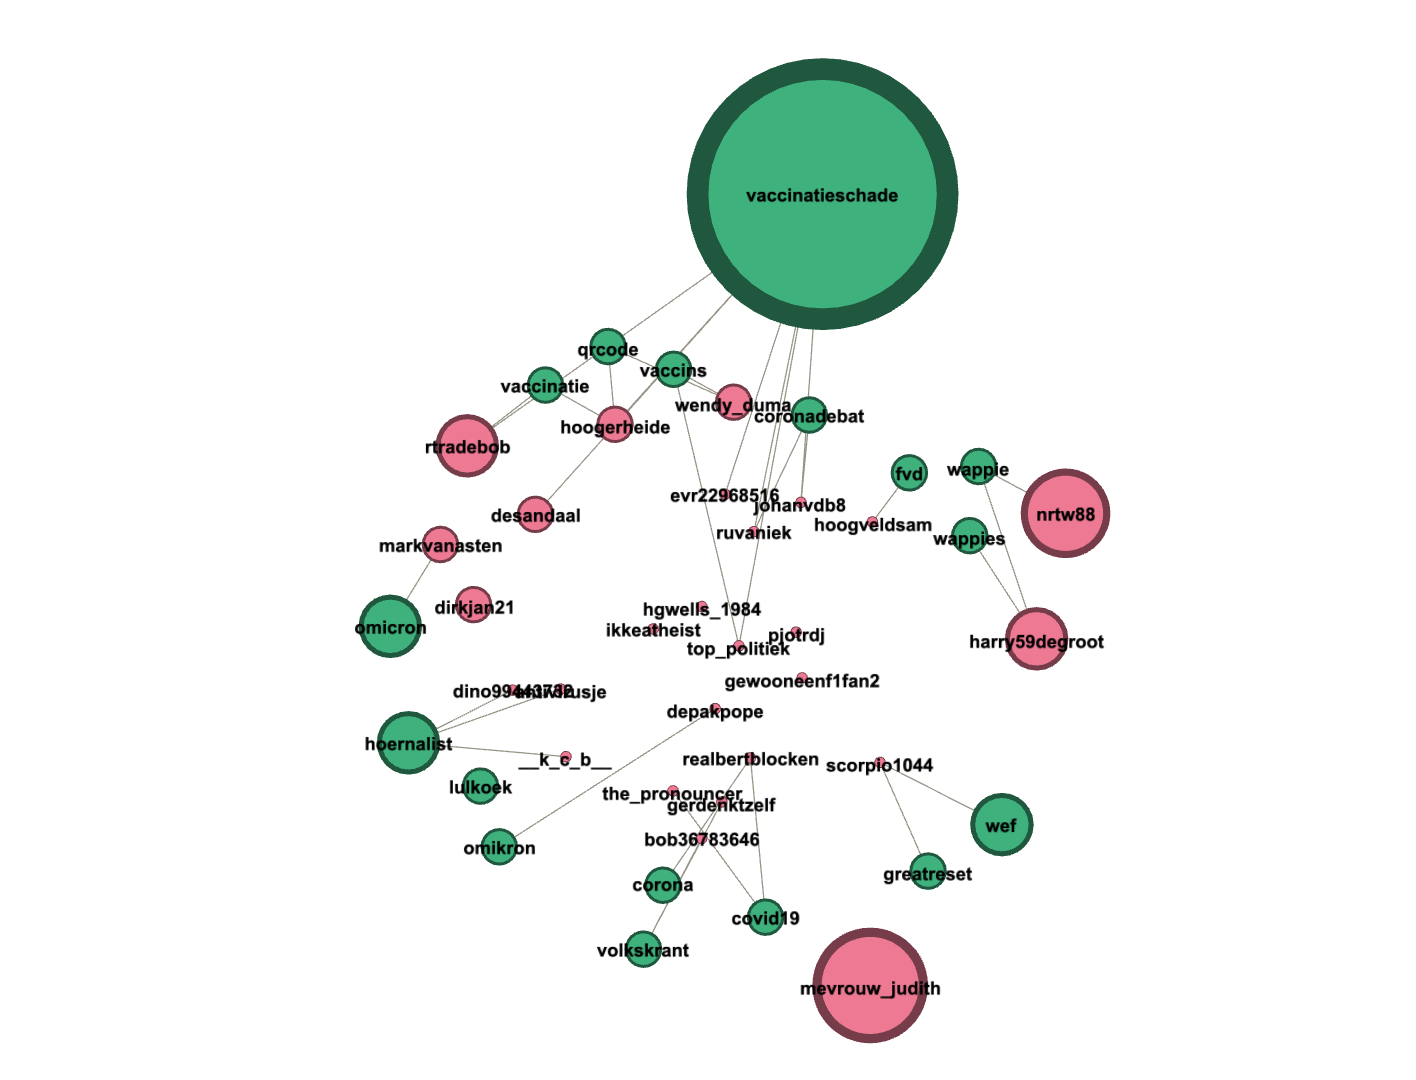 vaccinatieschade
qrcode
vaccins
vaccinatie
wendy_duma
coronadebat
hoogerheide
rtradebob
fvd
wappie
evr22968516
johanvdb8
desandaal
nrtw88
hoogveldsam
ruvaniek
wappies
markvanasten
dirkjan21
hgwells_1984
omicron
ikkeatheist
pjotrdj
harry59degroot
top_politiek
gewooneenf1fan2
antivirusje
depakpope
hoernalist
__k_c_b__
realbertblocken
scorpio1044
lulkoek
the_pronouncer
gerdenktzelf
wef
bob36783646
omikron
greatreset
corona
covid19
volkskrant
mevrouw_judith